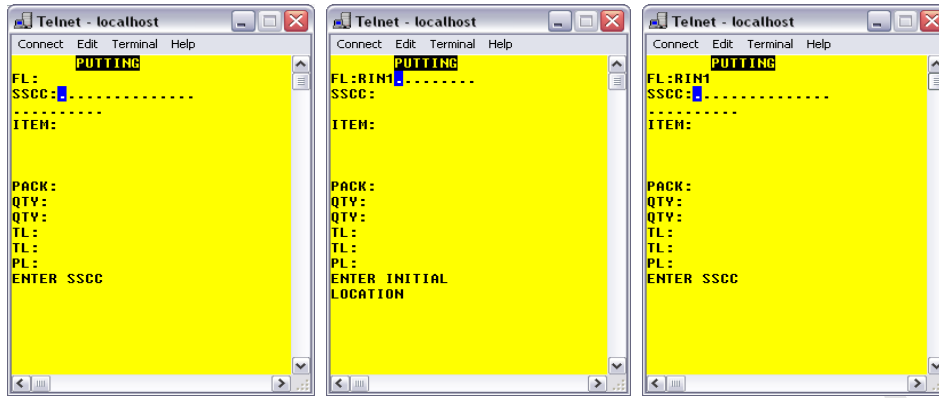 Telnet - localhost
Connect Edit Terminal Help
PUTTING
FL:
SSCC:. . . . . . . . . . . . . . .
. . . . . . . . . .
ITEM:
PACK:
QTY:
QTY:
TL:
TL:
PL:
ENTER SSCC
Telnet - localhost
Connect Edit Terminal Help
PUTTING
FL:RIN1. . . . . . . . .
SSCC:
ITEM:
PACK:
QTY:
QTY:
TL:
TL:
PL:
ENTER INITIAL
LOCATION
Telnet - localhost
Connect Edit Terminal Help
PUTTING
FL:RIN1
SSCC:. . . . . . . . . . . . . . .
. . . . . . . . . .
ITEM:
PACK:
QTY:
QTY:
TL:
TL:
PL:
ENTER SSCC